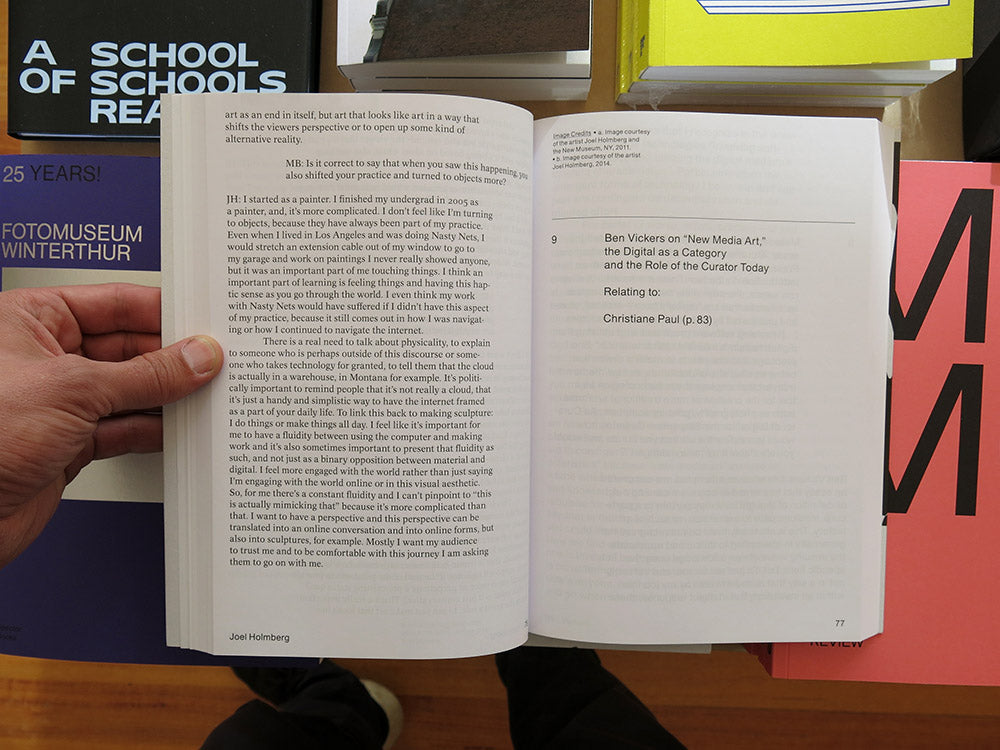 A SCHOOL
OF SCHOOLS
25 YEARS!
FOTOMUSEUM
WINTERTHUR
art as an end in itself, but art that looks like art in a way that
shifts the viewers perspective or to open up some kind of
alternative reality.
MB: Is it correct to say that when you saw this happening, you
also shifted your practice and turned to objects more?
JH: I started as a painter. I finished my undergrad in 2005 as
a painter, and, it's more complicated. I don't feel like I'm turning
to objects, because they have always been part of my practice.
Even when I lived in Los Angeles and was doing Nasty Nets, I
would stretch an extension cable out of my window to go to
my garage and work on paintings I never really showed anyone,
but it was an important part of me touching things. I think an
important part of learning is feeling things and having this hap-
tic sense as you go through the world. I even think my work
with Nasty Nets would have suffered if I didn't have this aspect
of my practice, because it still comes out in how I was navigat-
ing or how I continued to navigate the internet.
There is a real need to talk about physicality, to explain
to someone who is perhaps outside of this discourse or some-
one who takes technology for granted, to tell them that the cloud
is actually in a warehouse, in Montana for example. It's politi-
cally important to remind people that it's not really a cloud, that
it's just a handy and simplistic way to have the internet framed
as a part of your daily life. To link this back to making sculpture:
I do things or make things all day. I feel like it's important for
me to have a fluidity between using the computer and making
work and it's also sometimes important to present that fluidity as
such, and not just as a binary opposition between material and
digital. I feel more engaged with the world rather than just saying
I'm engaging with the world online or in this visual aesthetic.
So, for me there's a constant fluidity and I can't pinpoint to "this
is actually mimicking that" because it's more complicated than
that. I want to have a perspective and this perspective can be
translated into an online conversation and into online forms, but
also into sculptures, for example. Mostly I want my audience
to trust me and to be comfortable with this journey I am asking
them to go on with me.
Joel Holmberg
Image Credits • a. Image courtesy
of the artist Joel Holmberg and
the New Museum, NY, 2011.
• b. Image courtesy of the artist
Joel Holmberg, 2014.
9
Ben Vickers on "New Media Art,"
the Digital as a Category
and the Role of the Curator Today
Relating to:
Christiane Paul (p. 83)
77
M
M
REVIEW